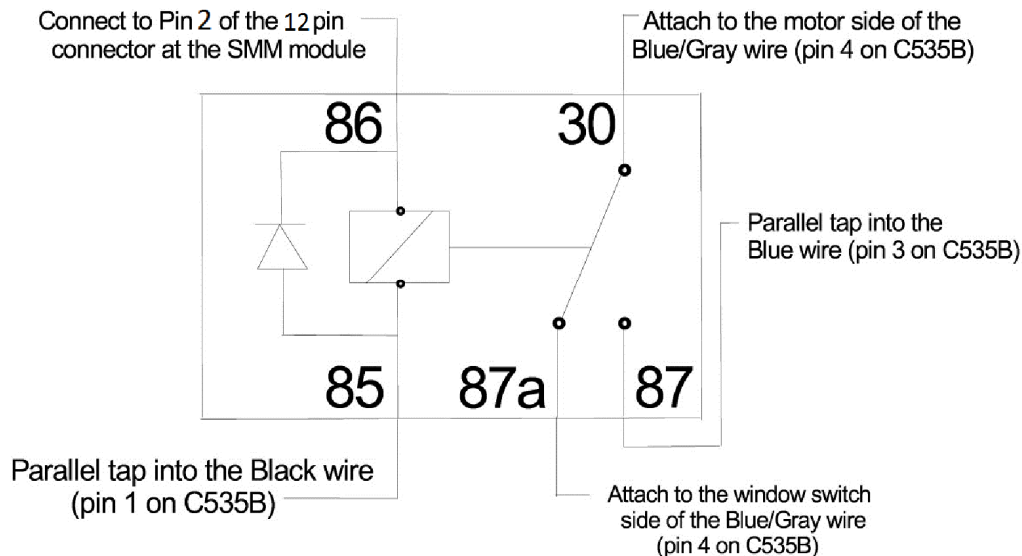 Connect to Pin 2 of the 12 pin
connector at the SMM module
Attach to the motor side of the
Blue/Gray wire (pin 4 on C535B)
86
30
Parallel tap into the
Blue wire (pin 3 on C535B)
85
87a
87
Parallel tap into the Black wire
(pin 1 on C535B)
Attach to the window switch
side of the Blue/Gray wire
(pin 4 on C535B)